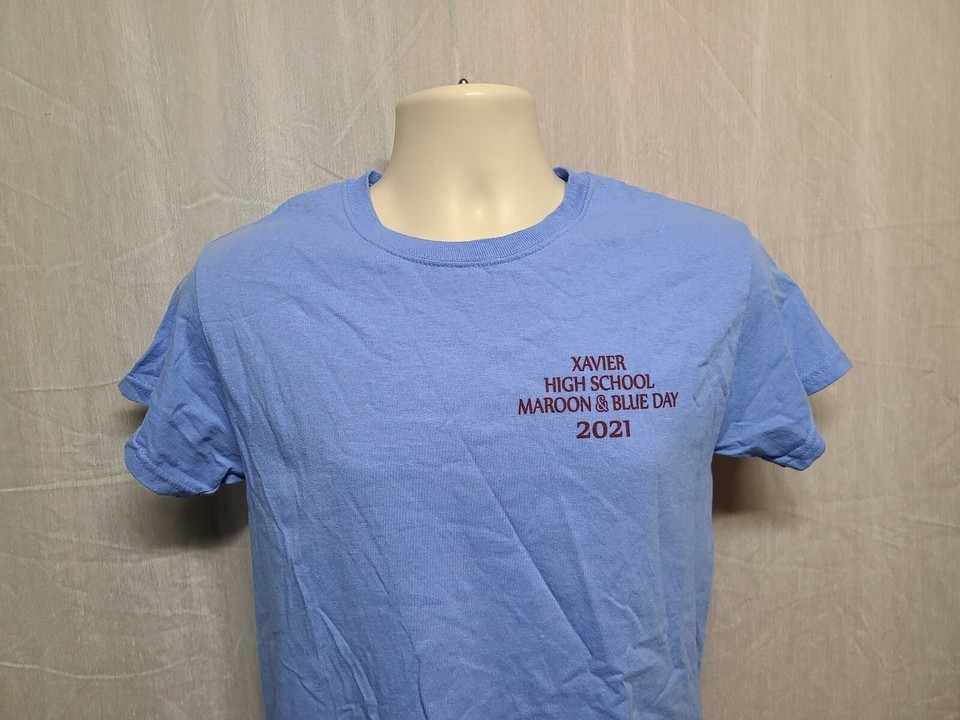 XAVIER
HIGH SCHOOL
MAROON & BLUE DAY
2021